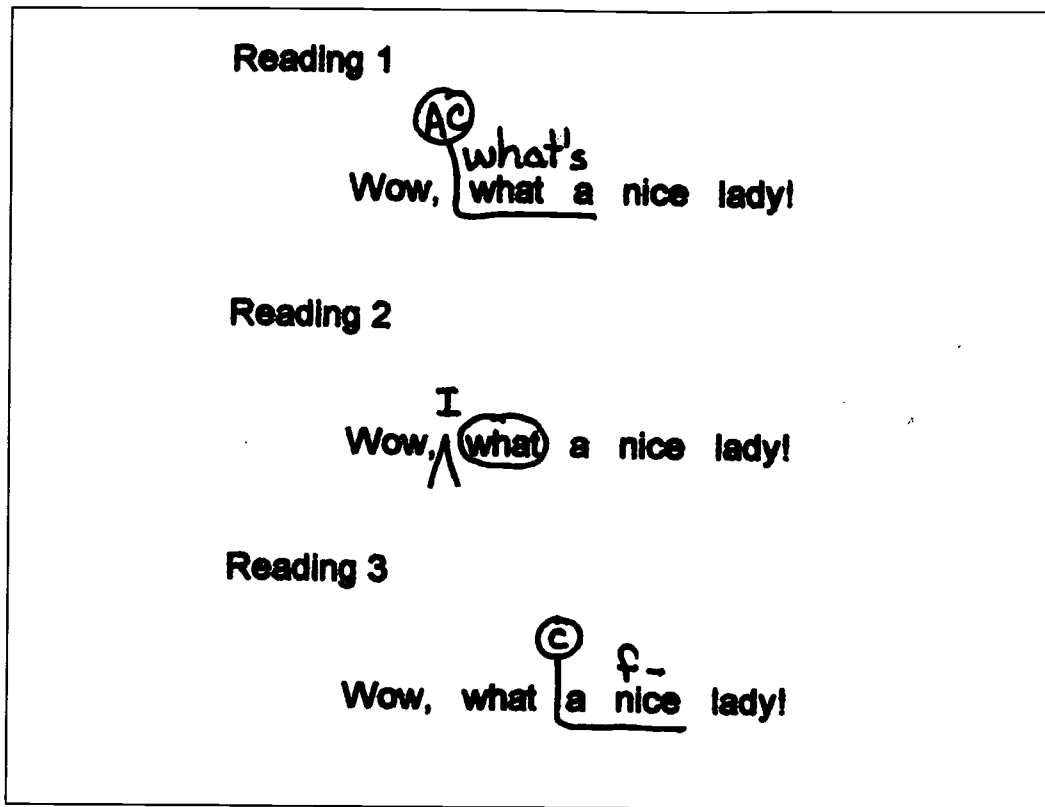 Reading 1
AC
what's
Wow, what a nice lady!
Reading 2
I
Wow, what a nice lady!
Reading 3
C
f-
Wow, what a nice lady!